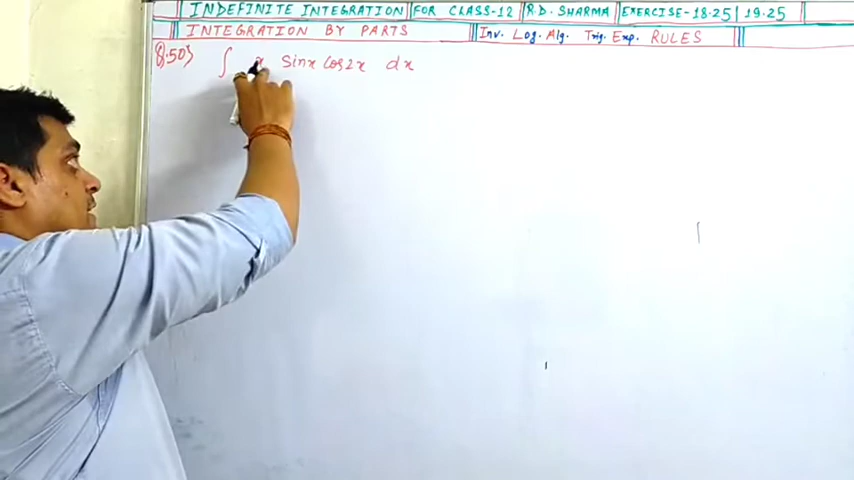 INDEFINITE INTEGRATION FOR CLASS-12 R.D. SHARMA EXERCISE-18.25 | 19.25
INTEGRATION BY PARTS Inv. Log. Alg. Trig. Exp. RULES
Q.50> ∫ x Sinx Cos2x dx